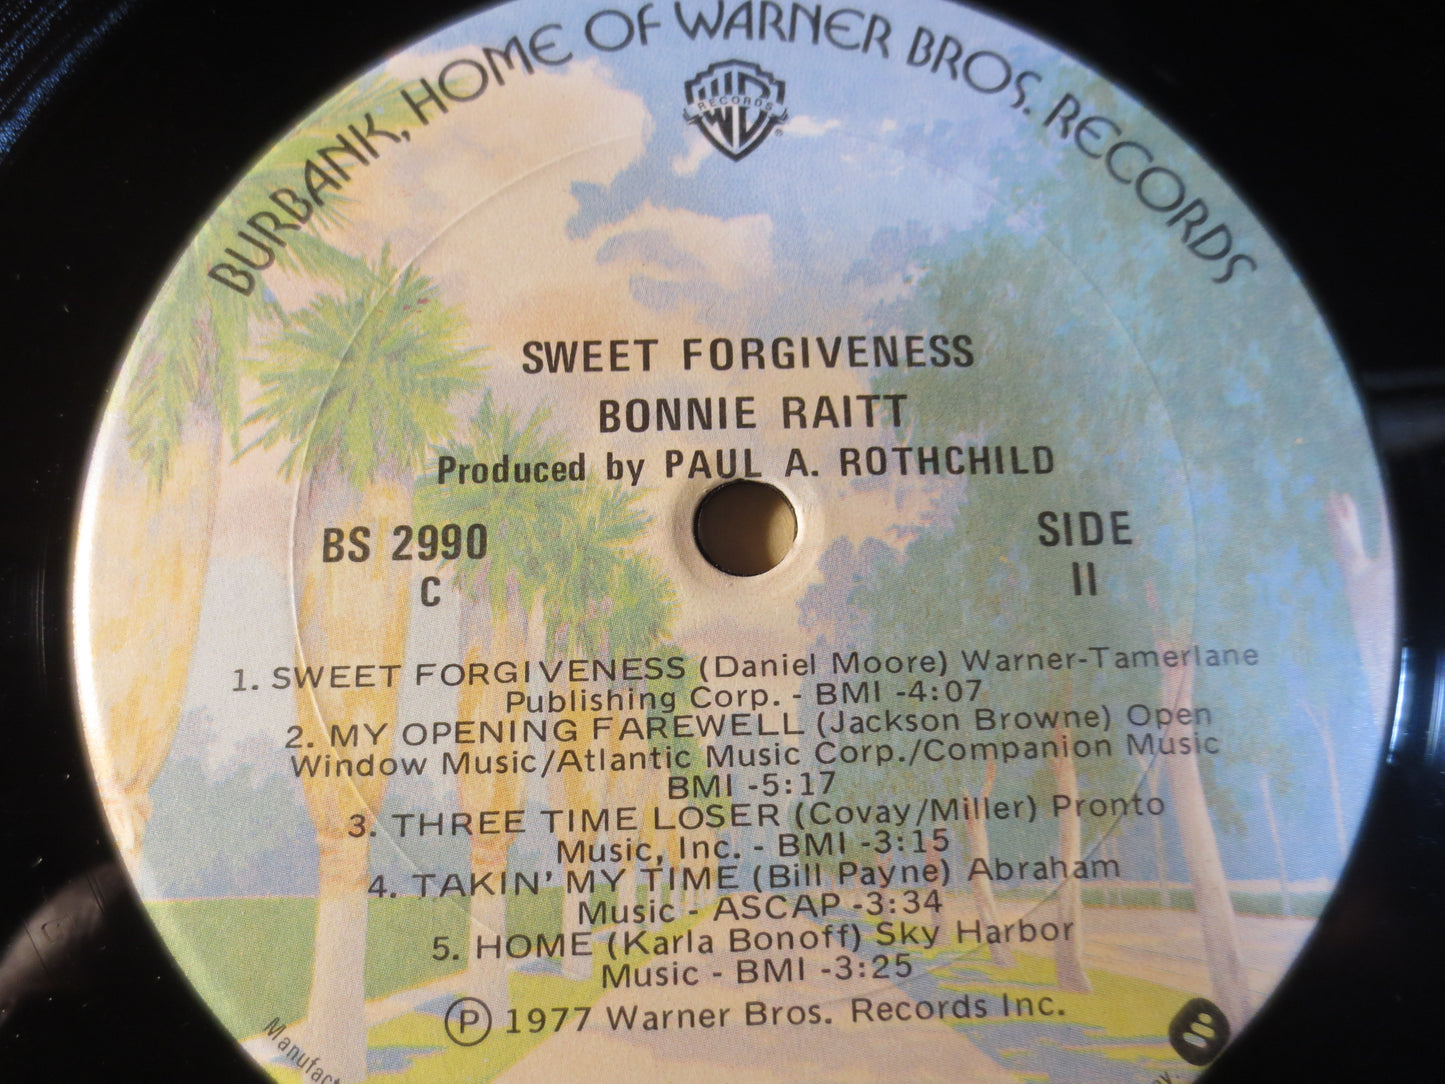 BURBANK, HOME OF WARNER BROS. RECORDS
RECORDS
®
SWEET FORGIVENESS
BONNIE RAITT
Produced by PAUL A. ROTHCHILD
BS 2990
C
SIDE
II
1. SWEET FORGIVENESS (Daniel Moore) Warner-Tamerlane
Publishing Corp. - BMI -4:07
2. MY OPENING FAREWELL (Jackson Browne) Open
Window Music/Atlantic Music Corp./Companion Music
BMI -5:17
3. THREE TIME LOSER (Covay/Miller) Pronto
Music, Inc. - BMI -3:15
4. TAKIN' MY TIME (Bill Payne) Abraham
Music - ASCAP -3:34
5. HOME (Karla Bonoff) Sky Harbor
Music - BMI -3:25
℗ 1977 Warner Bros. Records Inc.